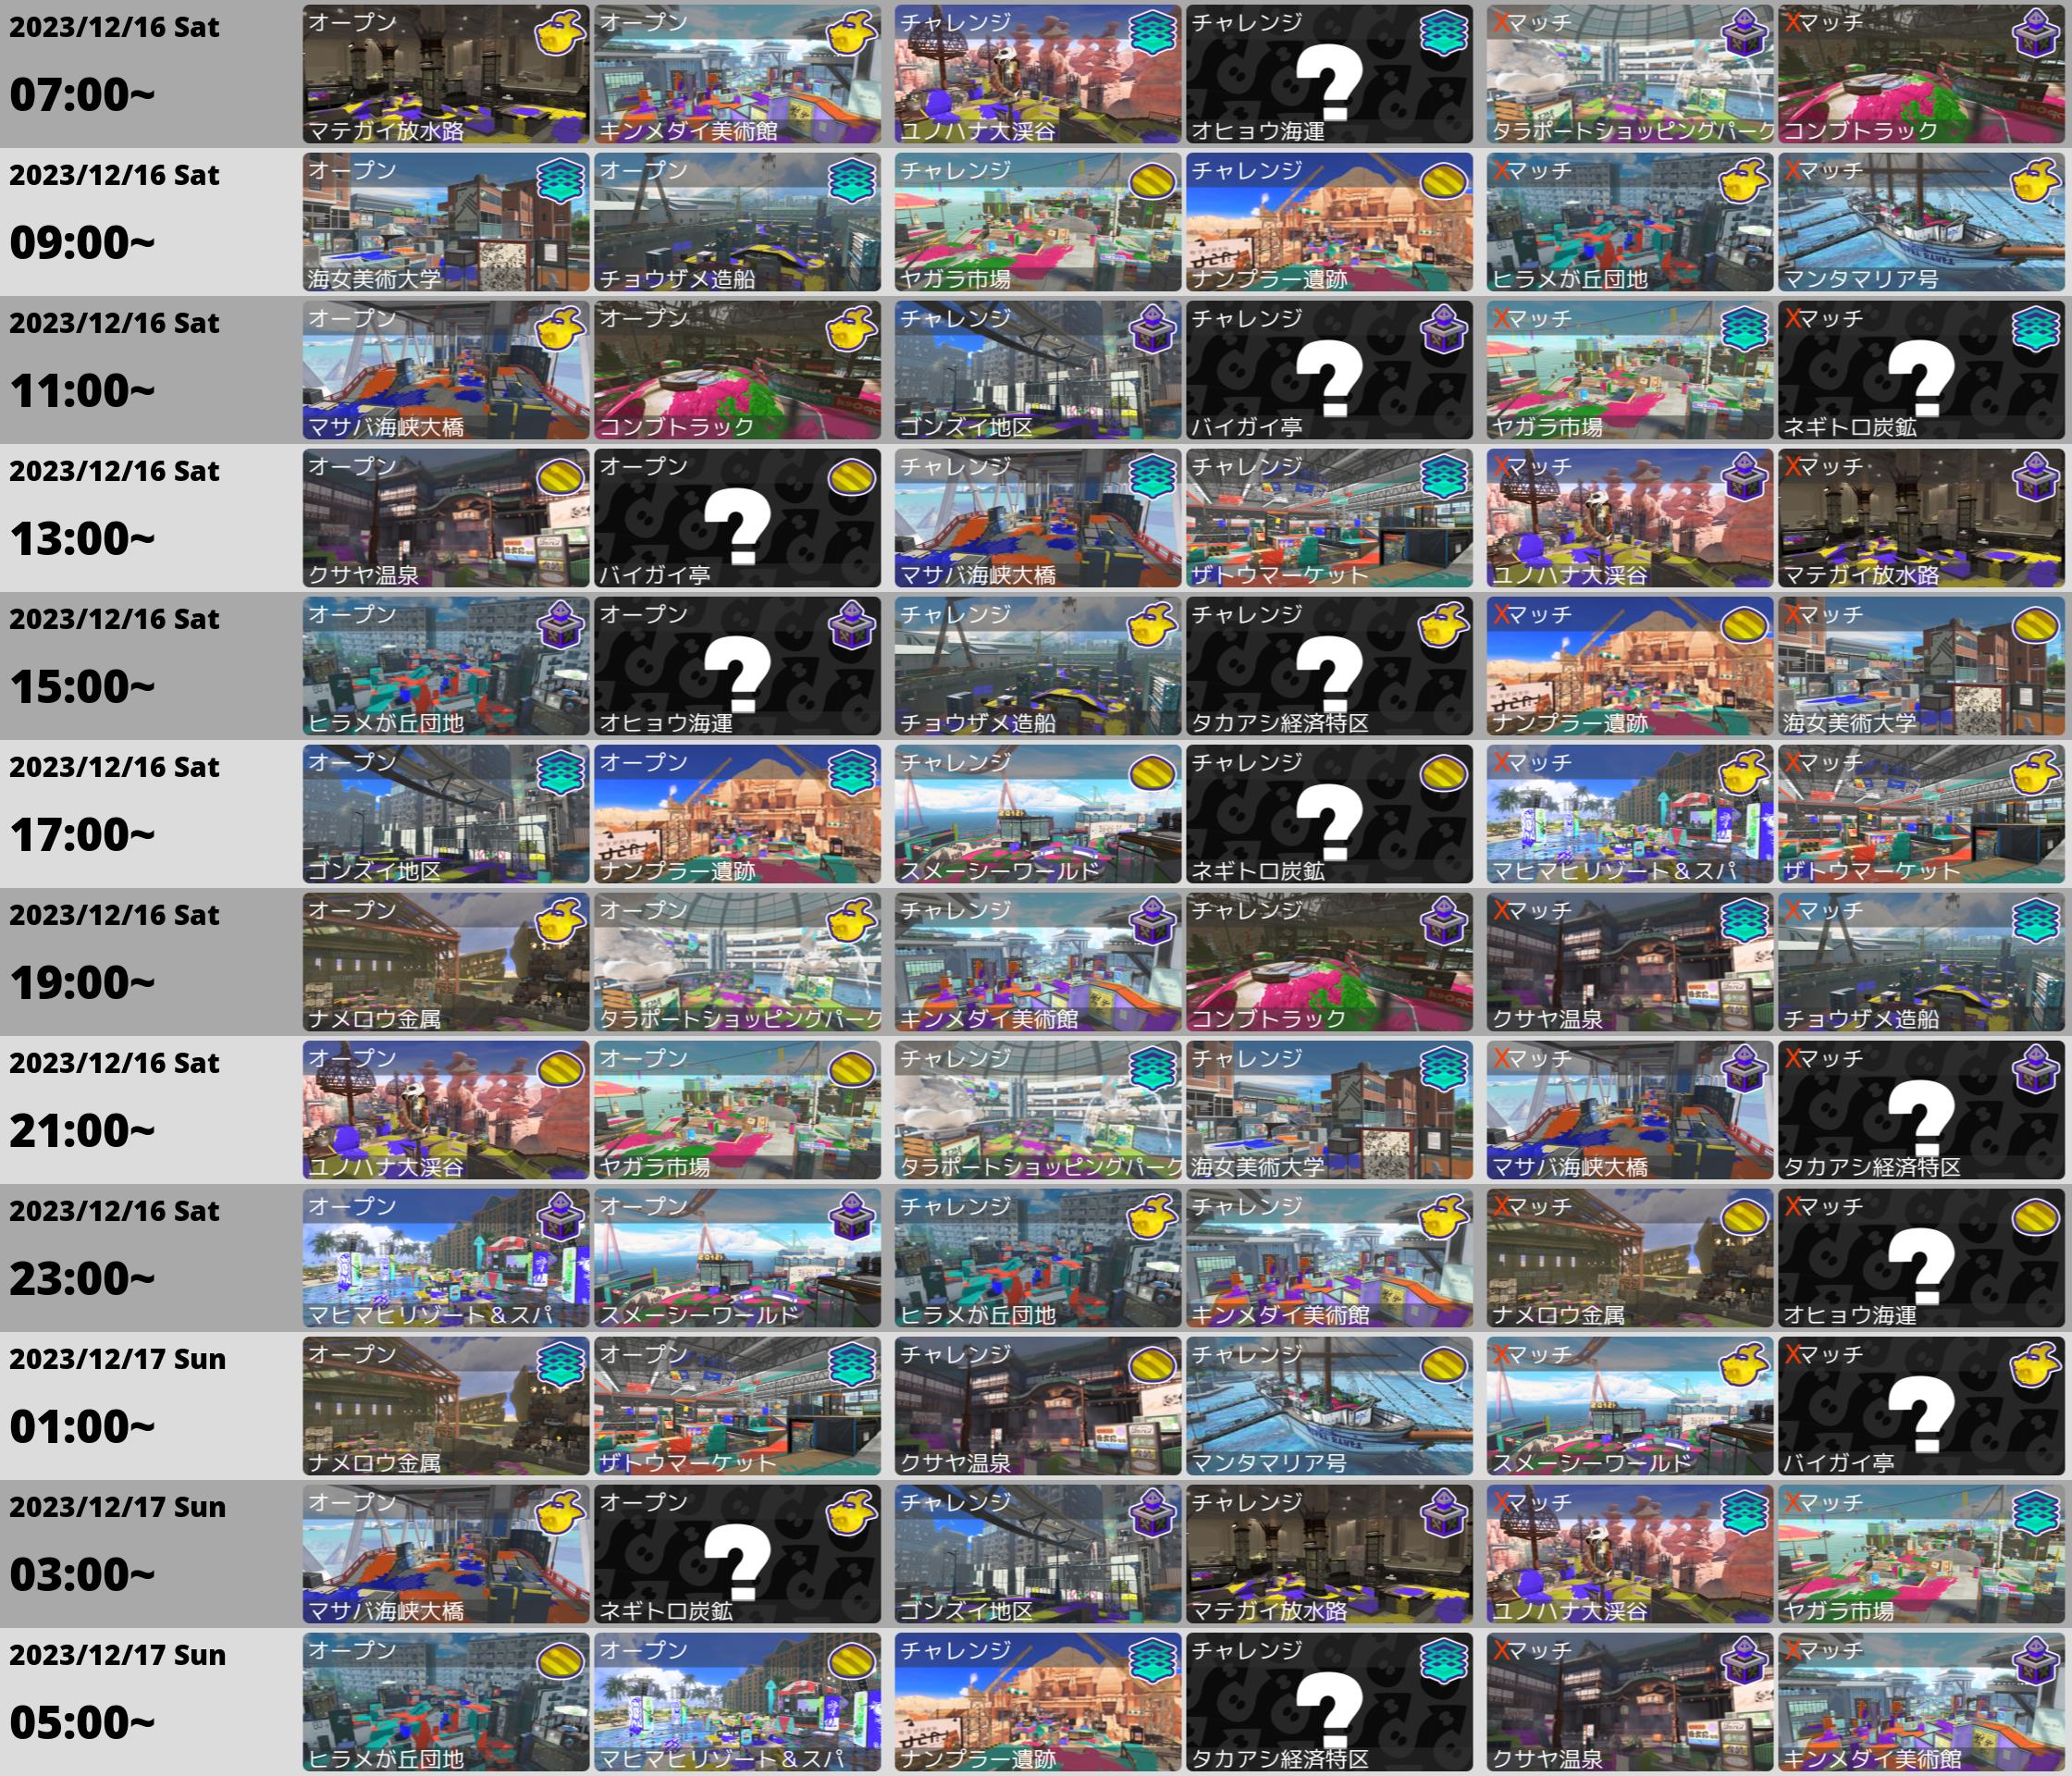 2023/12/16 Sat
07:00~
オープン
マテガイ放水路
オープン
キンメダイ美術館
チャレンジ
ユノハナ大渓谷
チャレンジ
オヒョウ海運
Xマッチ
タラポートショッピングパーク
Xマッチ
コンブトラック
2023/12/16 Sat
09:00~
オープン
海女美術大学
オープン
チョウザメ造船
チャレンジ
ヤガラ市場
チャレンジ
ナンプラー遺跡
Xマッチ
ヒラメが丘団地
Xマッチ
マンタマリア号
2023/12/16 Sat
11:00~
オープン
マサバ海峡大橋
オープン
コンブトラック
チャレンジ
ゴンズイ地区
チャレンジ
バイガイ亭
Xマッチ
ヤガラ市場
Xマッチ
ネギトロ炭鉱
2023/12/16 Sat
13:00~
オープン
クサヤ温泉
オープン
バイガイ亭
チャレンジ
マサバ海峡大橋
チャレンジ
ザトウマーケット
Xマッチ
ユノハナ大渓谷
Xマッチ
マテガイ放水路
2023/12/16 Sat
15:00~
オープン
ヒラメが丘団地
オープン
オヒョウ海運
チャレンジ
チョウザメ造船
チャレンジ
タカアシ経済特区
Xマッチ
ナンプラー遺跡
Xマッチ
海女美術大学
2023/12/16 Sat
17:00~
オープン
ゴンズイ地区
オープン
ナンプラー遺跡
チャレンジ
スメーシーワールド
チャレンジ
ネギトロ炭鉱
Xマッチ
マヒマヒリゾート&スパ
Xマッチ
ザトウマーケット
2023/12/16 Sat
19:00~
オープン
ナメロウ金属
オープン
タラポートショッピングパーク
チャレンジ
キンメダイ美術館
チャレンジ
コンブトラック
Xマッチ
クサヤ温泉
Xマッチ
チョウザメ造船
2023/12/16 Sat
21:00~
オープン
ユノハナ大渓谷
オープン
ヤガラ市場
チャレンジ
タラポートショッピングパーク
チャレンジ
海女美術大学
Xマッチ
マサバ海峡大橋
Xマッチ
タカアシ経済特区
2023/12/16 Sat
23:00~
オープン
マヒマヒリゾート&スパ
オープン
スメーシーワールド
チャレンジ
ヒラメが丘団地
チャレンジ
キンメダイ美術館
Xマッチ
ナメロウ金属
Xマッチ
オヒョウ海運
2023/12/17 Sun
01:00~
オープン
ナメロウ金属
オープン
ザトウマーケット
チャレンジ
クサヤ温泉
チャレンジ
マンタマリア号
Xマッチ
スメーシーワールド
Xマッチ
バイガイ亭
2023/12/17 Sun
03:00~
オープン
マサバ海峡大橋
オープン
ネギトロ炭鉱
チャレンジ
ゴンズイ地区
チャレンジ
マテガイ放水路
Xマッチ
ユノハナ大渓谷
Xマッチ
ヤガラ市場
2023/12/17 Sun
05:00~
オープン
ヒラメが丘団地
オープン
マヒマヒリゾート&スパ
チャレンジ
ナンプラー遺跡
チャレンジ
タカアシ経済特区
Xマッチ
クサヤ温泉
Xマッチ
キンメダイ美術館